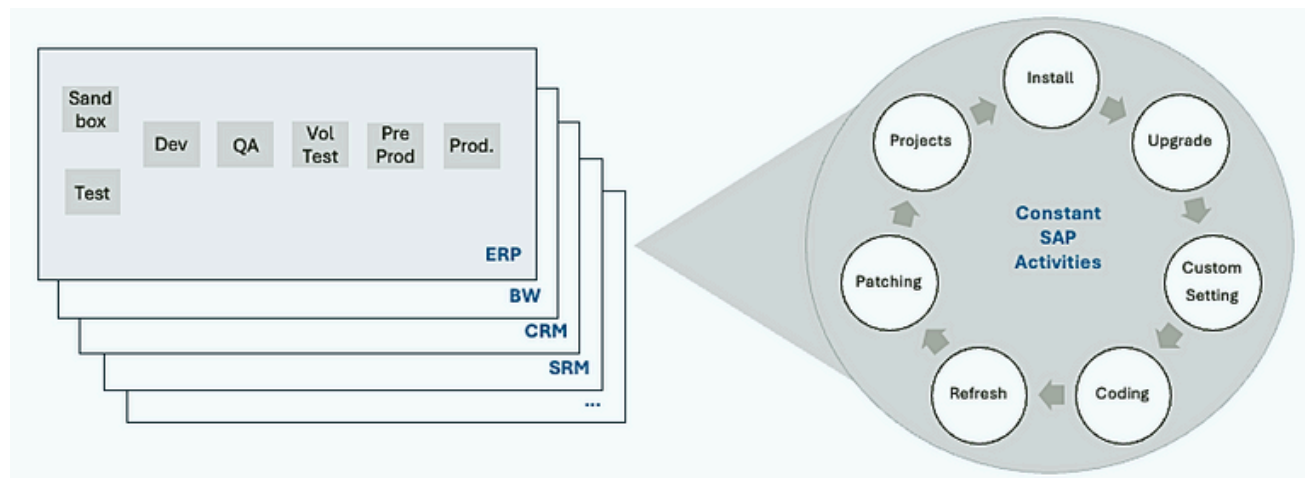 Sand
box
Dev
QA
Vol
Test
Pre
Prod
Prod.
Test
ERP
BW
CRM
SRM
...
Install
Upgrade
Custom
Setting
Coding
Refresh
Patching
Projects
Constant
SAP
Activities